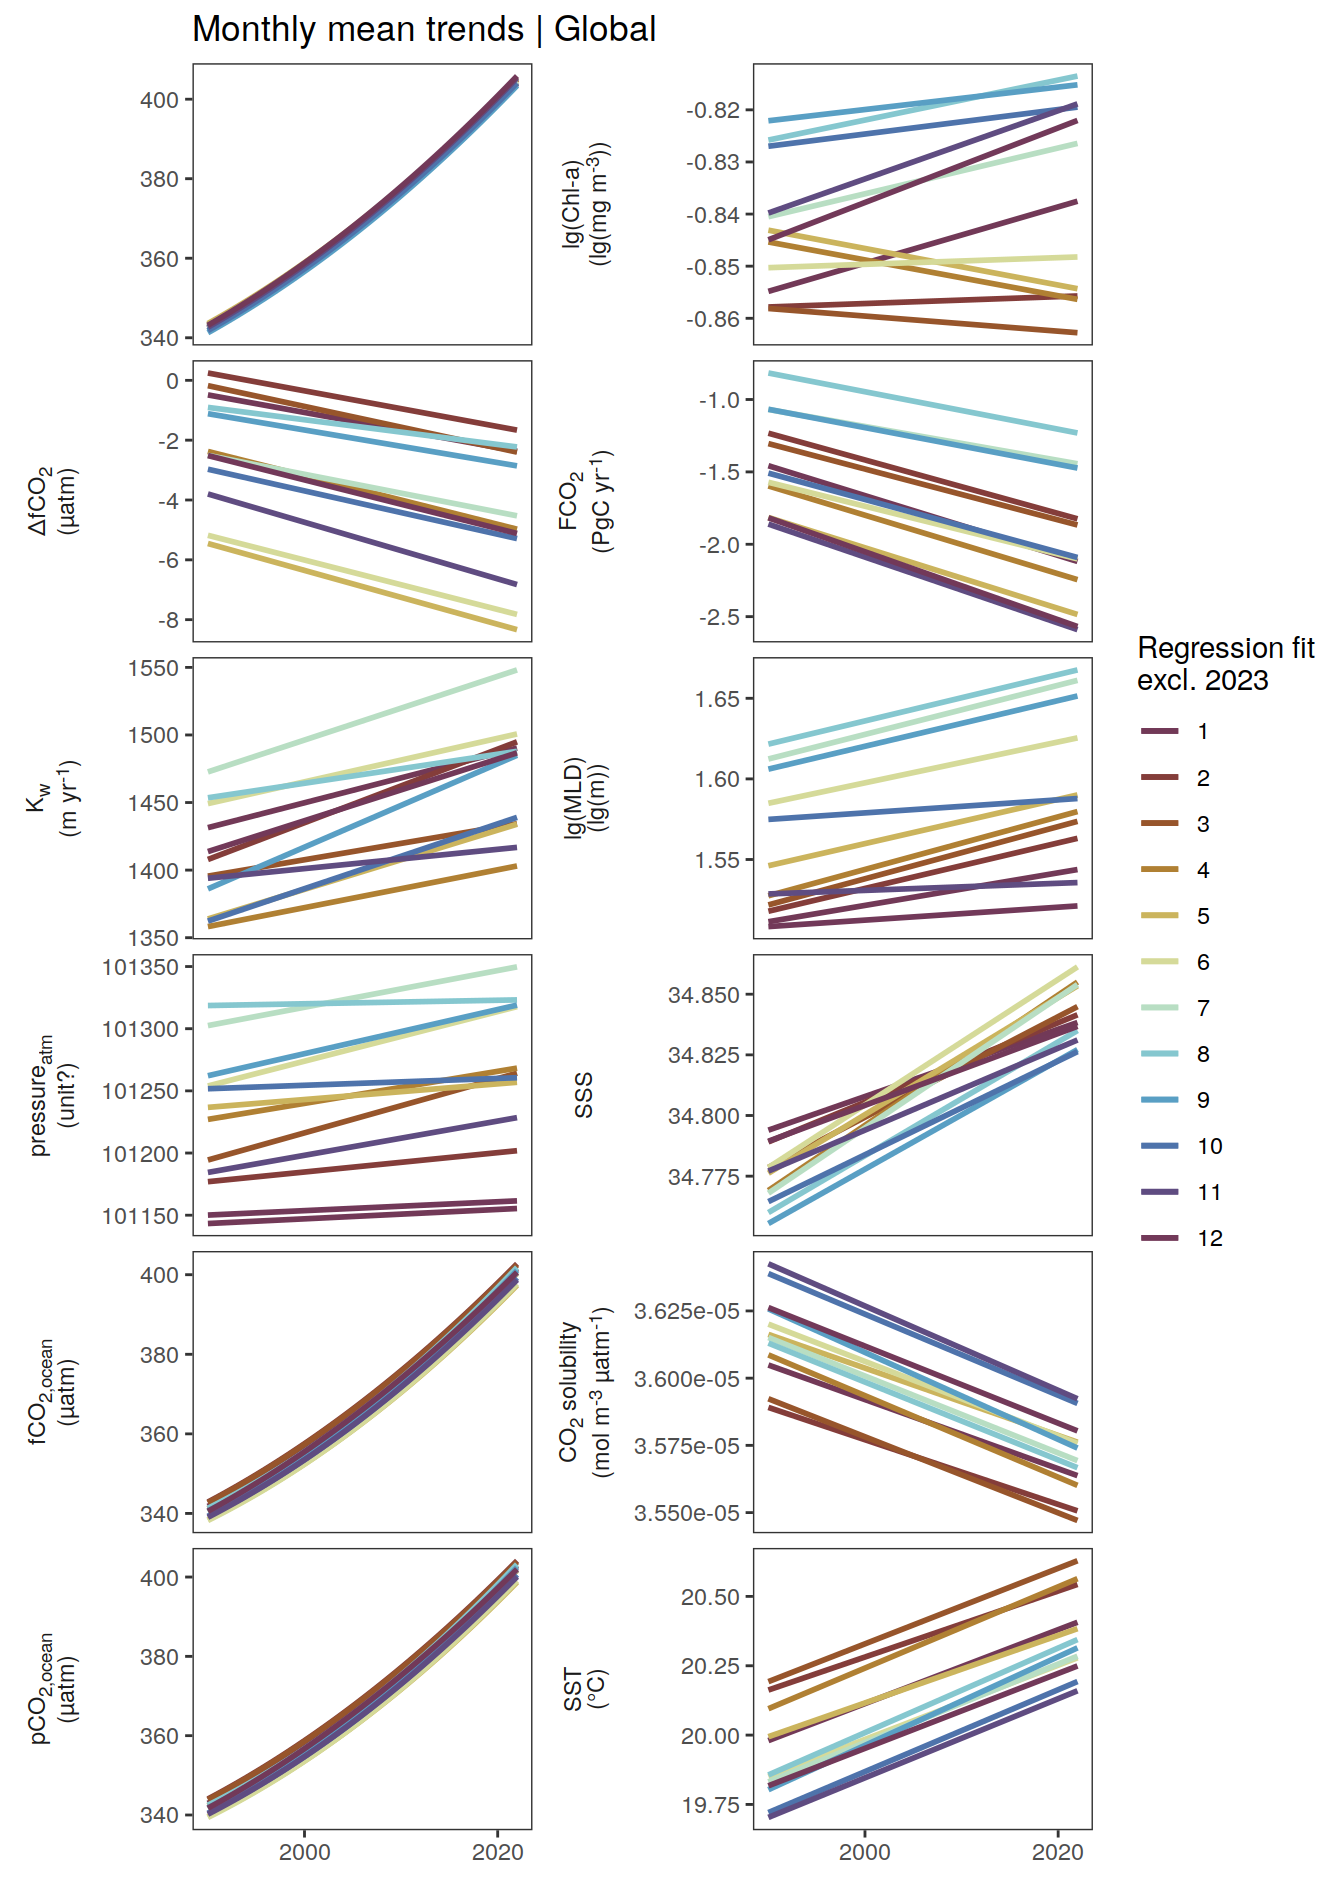 Monthly mean trends | Global
400
380
360
340
lg(Chl-a)
(lg(mg m⁻³))
-0.82
-0.83
-0.84
-0.85
-0.86
ΔfCO₂
(µatm)
0
-2
-4
-6
-8
FCO₂
(PgC yr⁻¹)
-1.0
-1.5
-2.0
-2.5
K_w
(m yr⁻¹)
1550
1500
1450
1400
1350
lg(MLD)
(lg(m))
1.65
1.60
1.55
pressure_atm
(unit?)
101350
101300
101250
101200
101150
SSS
34.850
34.825
34.800
34.775
fCO₂,ocean
(µatm)
400
380
360
340
CO₂ solubility
(mol m⁻³ µatm⁻¹)
3.625e-05
3.600e-05
3.575e-05
3.550e-05
pCO₂,ocean
(µatm)
400
380
360
340
2000 2020
SST
(°C)
20.50
20.25
20.00
19.75
2000 2020
Regression fit
excl. 2023
1
2
3
4
5
6
7
8
9
10
11
12